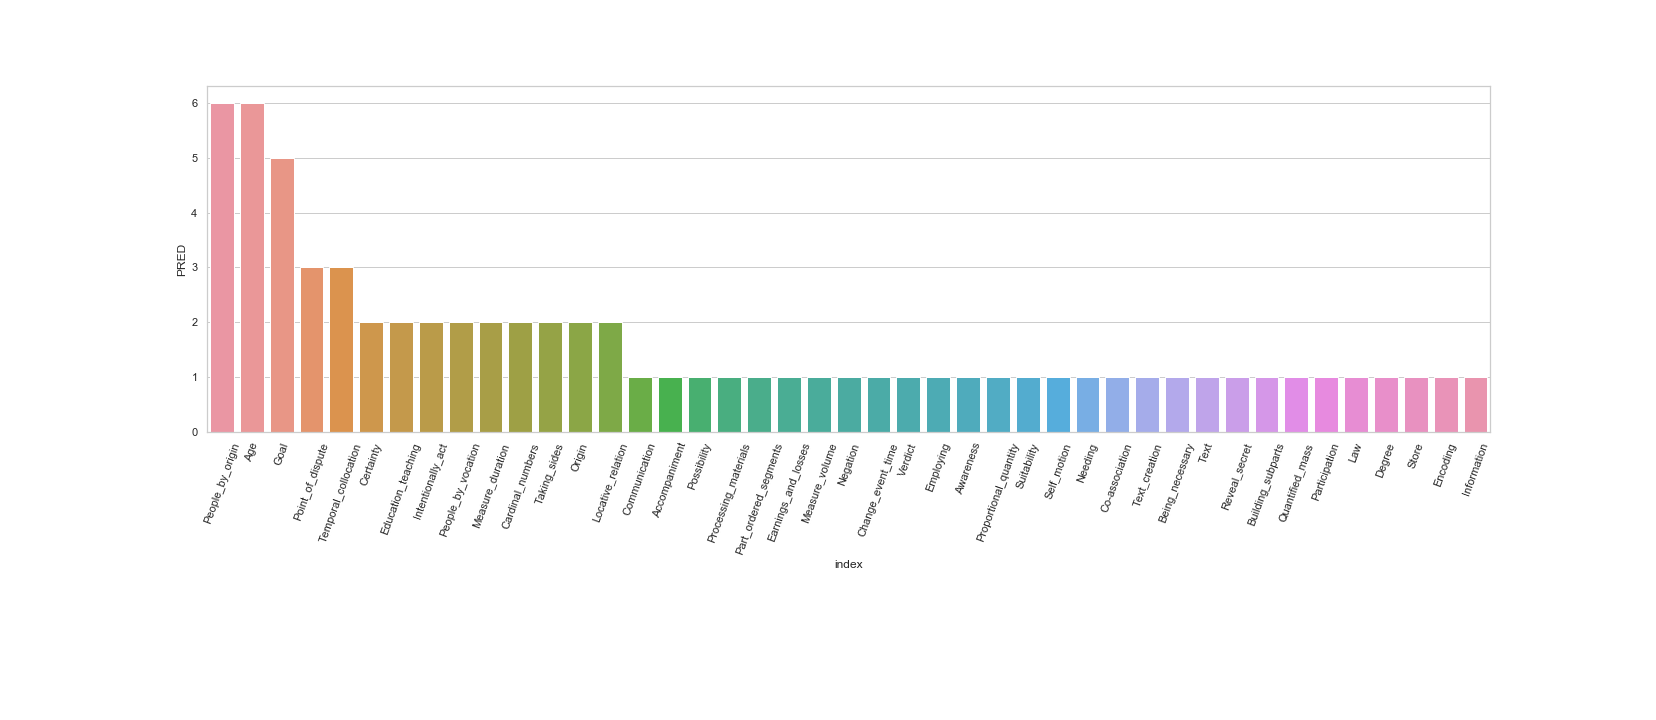 6
5
4
3
2
1
0
PRED
People_by_origin
Age
Goal
Point_of_dispute
Temporal_collocation
Certainty
Education_teaching
Intentionally_act
People_by_vocation
Measure_duration
Cardinal_numbers
Taking_sides
Origin
Locative_relation
Communication
Accompaniment
Possibility
Processing_materials
Part_ordered_segments
Earnings_and_losses
Measure_volume
Negation
Change_event_time
Verdict
Employing
Awareness
Proportional_quantity
Suitability
Self_motion
Needing
Co-association
Text_creation
Being_necessary
Text
Reveal_secret
Building_subparts
Quantified_mass
Participation
Law
Degree
Store
Encoding
Information
index